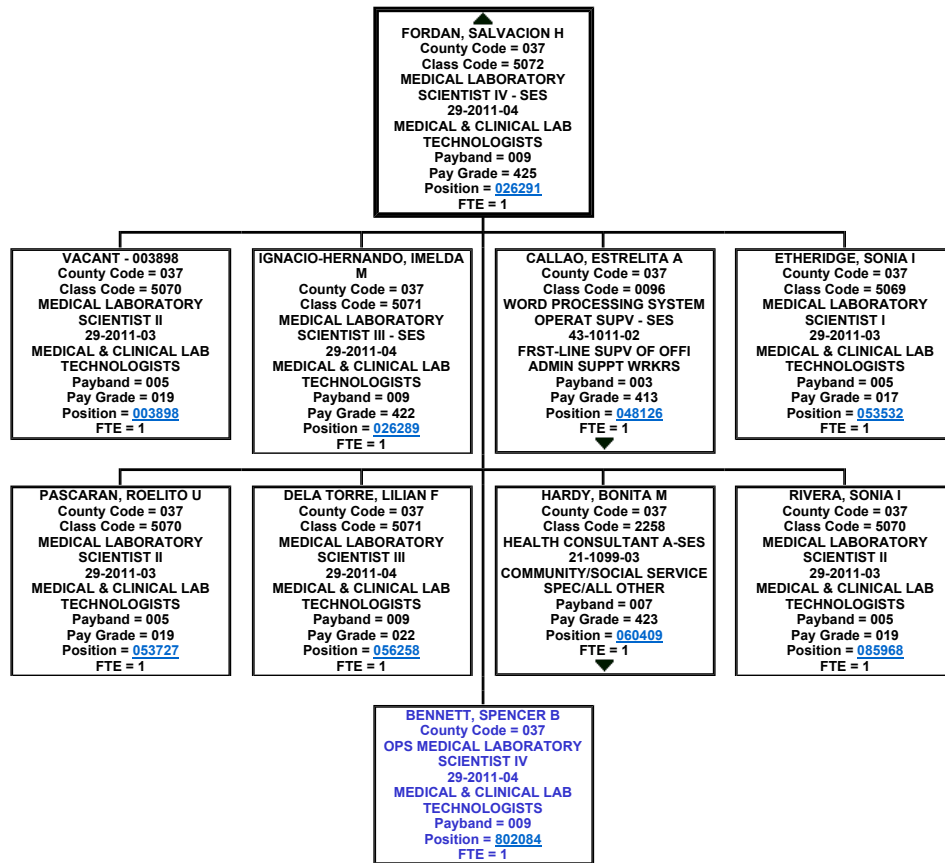 FORDAN, SALVACION H
County Code = 037
Class Code = 5072
MEDICAL LABORATORY
SCIENTIST IV - SES
29-2011-04
MEDICAL & CLINICAL LAB
TECHNOLOGISTS
Payband = 009
Pay Grade = 425
Position = 026291
FTE = 1
VACANT - 003898
County Code = 037
Class Code = 5070
MEDICAL LABORATORY
SCIENTIST II
29-2011-03
MEDICAL & CLINICAL LAB
TECHNOLOGISTS
Payband = 005
Pay Grade = 019
Position = 003898
FTE = 1
IGNACIO-HERNANDO, IMELDA
M
County Code = 037
Class Code = 5071
MEDICAL LABORATORY
SCIENTIST III - SES
29-2011-04
MEDICAL & CLINICAL LAB
TECHNOLOGISTS
Payband = 009
Pay Grade = 422
Position = 026289
FTE = 1
CALLAO, ESTRELITA A
County Code = 037
Class Code = 0096
WORD PROCESSING SYSTEM
OPERAT SUPV - SES
43-1011-02
FRST-LINE SUPV OF OFFI
ADMIN SUPPT WRKRS
Payband = 003
Pay Grade = 413
Position = 048126
FTE = 1
ETHERIDGE, SONIA I
County Code = 037
Class Code = 5069
MEDICAL LABORATORY
SCIENTIST I
29-2011-03
MEDICAL & CLINICAL LAB
TECHNOLOGISTS
Payband = 005
Pay Grade = 017
Position = 053532
FTE = 1
PASCARAN, ROELITO U
County Code = 037
Class Code = 5070
MEDICAL LABORATORY
SCIENTIST II
29-2011-03
MEDICAL & CLINICAL LAB
TECHNOLOGISTS
Payband = 005
Pay Grade = 019
Position = 053727
FTE = 1
DELA TORRE, LILIAN F
County Code = 037
Class Code = 5071
MEDICAL LABORATORY
SCIENTIST III
29-2011-04
MEDICAL & CLINICAL LAB
TECHNOLOGISTS
Payband = 009
Pay Grade = 022
Position = 056258
FTE = 1
HARDY, BONITA M
County Code = 037
Class Code = 2258
HEALTH CONSULTANT A-SES
21-1099-03
COMMUNITY/SOCIAL SERVICE
SPEC/ALL OTHER
Payband = 007
Pay Grade = 423
Position = 060409
FTE = 1
RIVERA, SONIA I
County Code = 037
Class Code = 5070
MEDICAL LABORATORY
SCIENTIST II
29-2011-03
MEDICAL & CLINICAL LAB
TECHNOLOGISTS
Payband = 005
Pay Grade = 019
Position = 085968
FTE = 1
BENNETT, SPENCER B
County Code = 037
OPS MEDICAL LABORATORY
SCIENTIST IV
29-2011-04
MEDICAL & CLINICAL LAB
TECHNOLOGISTS
Payband = 009
Position = 802084
FTE = 1